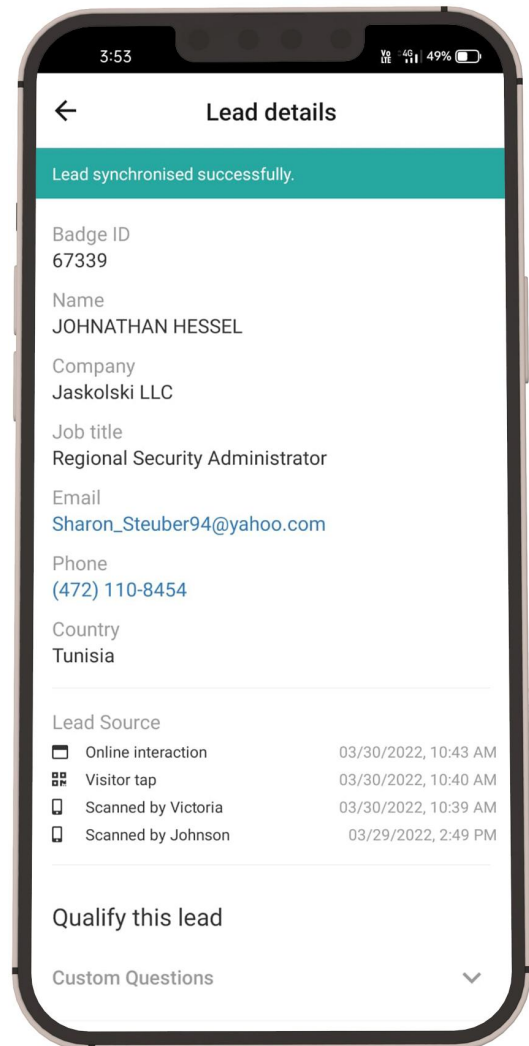 3:53
Vo LTE 4G 49%
Lead details
Lead synchronised successfully.
Badge ID
67339
Name
JOHNATHAN HESSEL
Company
Jaskolski LLC
Job title
Regional Security Administrator
Email
Sharon_Steuber94@yahoo.com
Phone
(472) 110-8454
Country
Tunisia
Lead Source
Online interaction 03/30/2022, 10:43 AM
Visitor tap 03/30/2022, 10:40 AM
Scanned by Victoria 03/30/2022, 10:39 AM
Scanned by Johnson 03/29/2022, 2:49 PM
Qualify this lead
Custom Questions